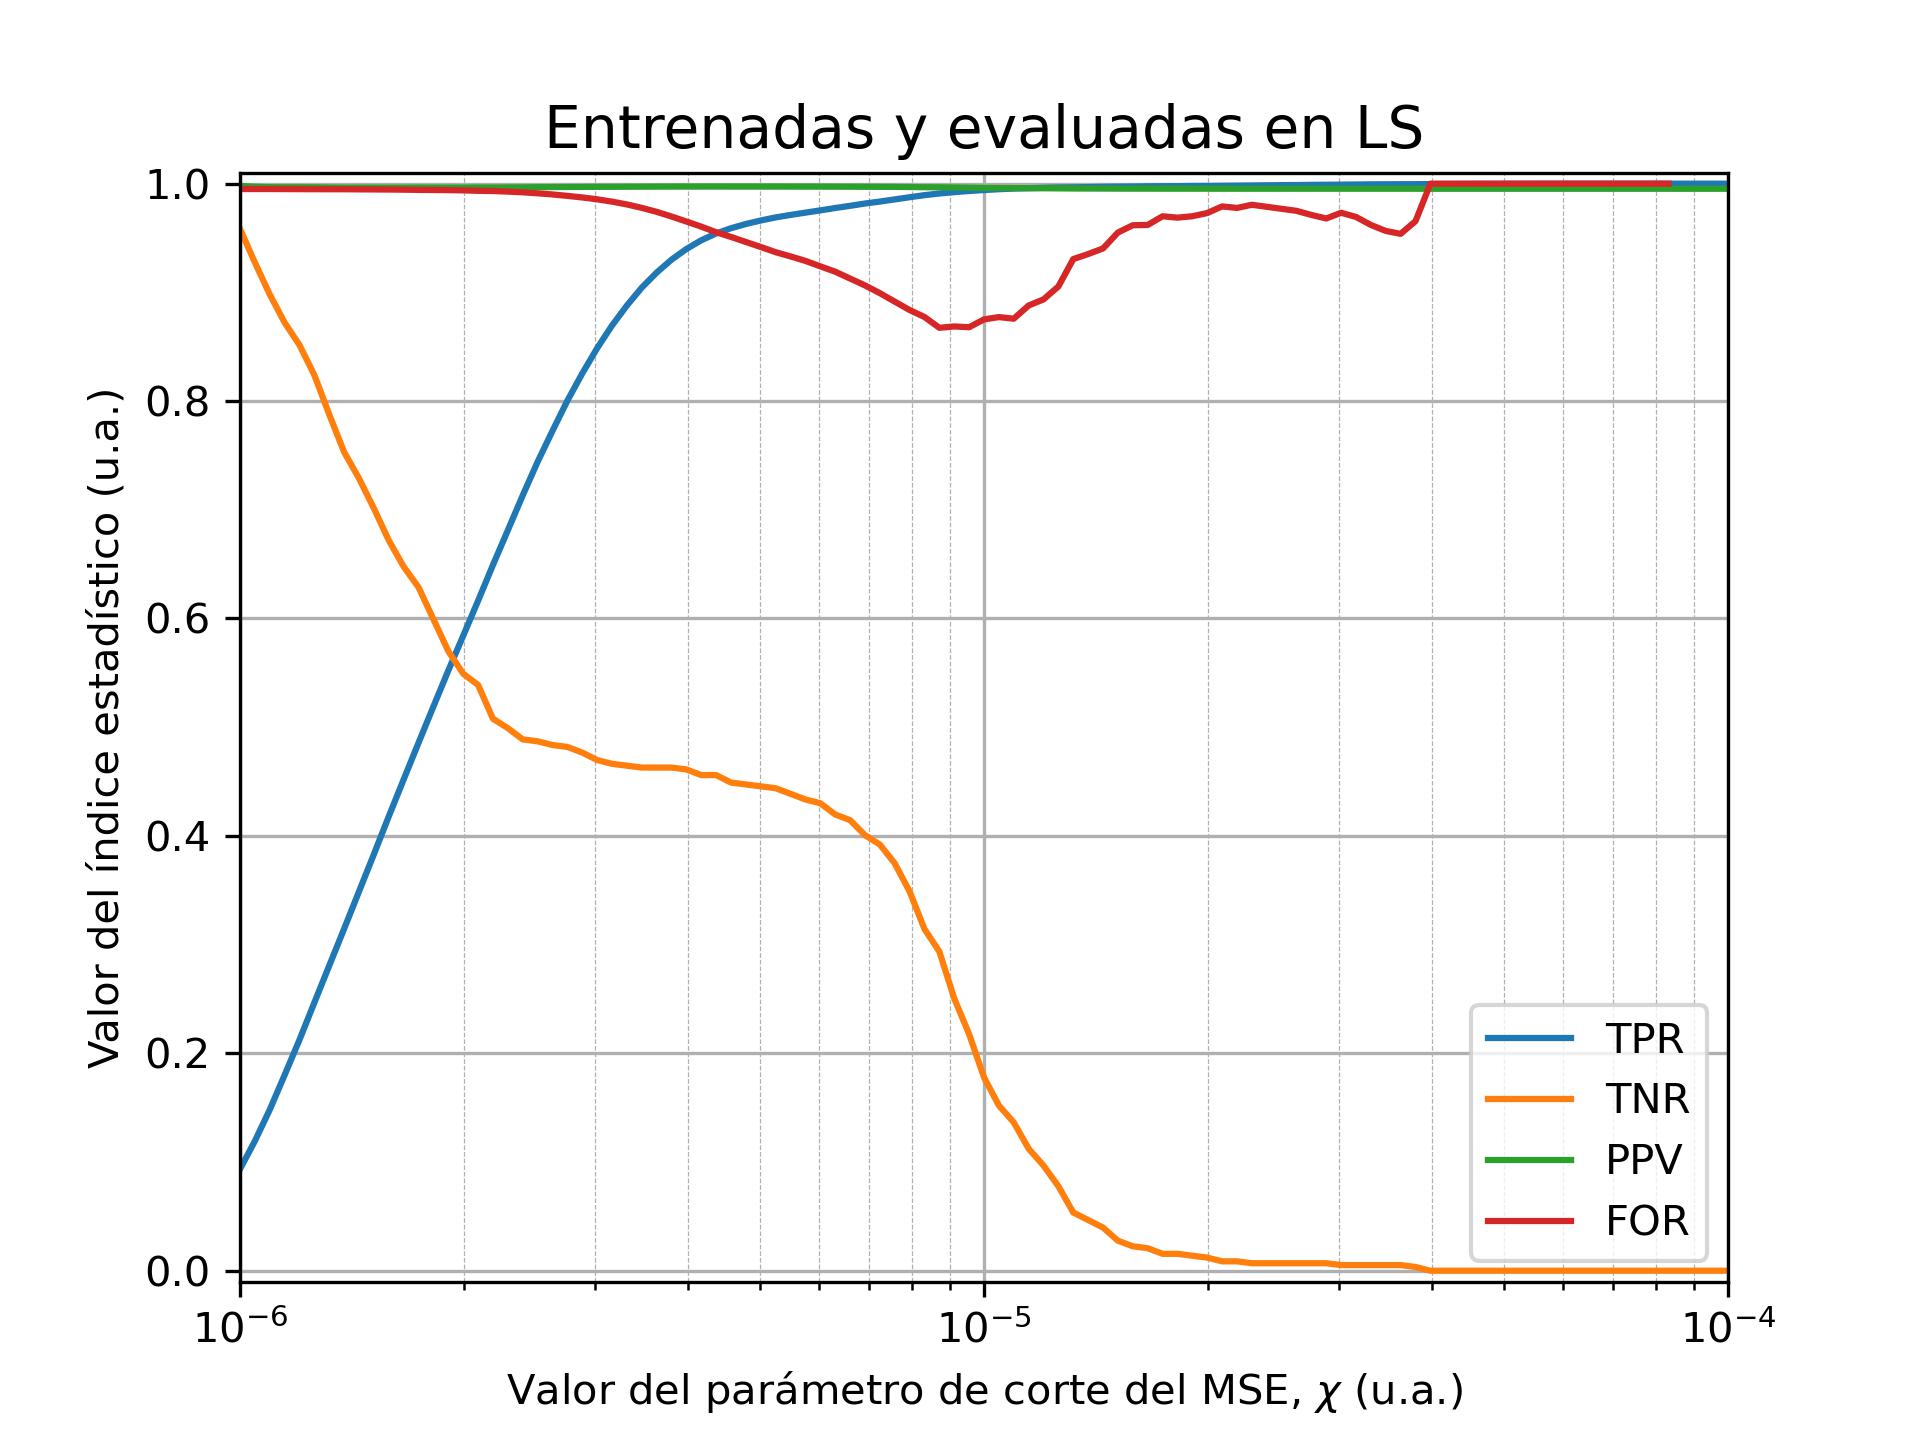 Entrenadas y evaluadas en LS
Valor del índice estadístico (u.a.)
1.0
0.8
0.6
0.4
0.2
0.0
10⁻⁶
10⁻⁵
10⁻⁴
Valor del parámetro de corte del MSE, χ (u.a.)
TPR
TNR
PPV
FOR